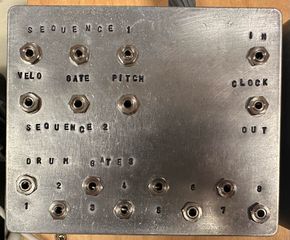 SEQUENCE 1
IN
VELO GATE PITCH
CLOCK
SEQUENCE 2
OUT
DRUM GATES
2 4 6 8
1 3 5 7